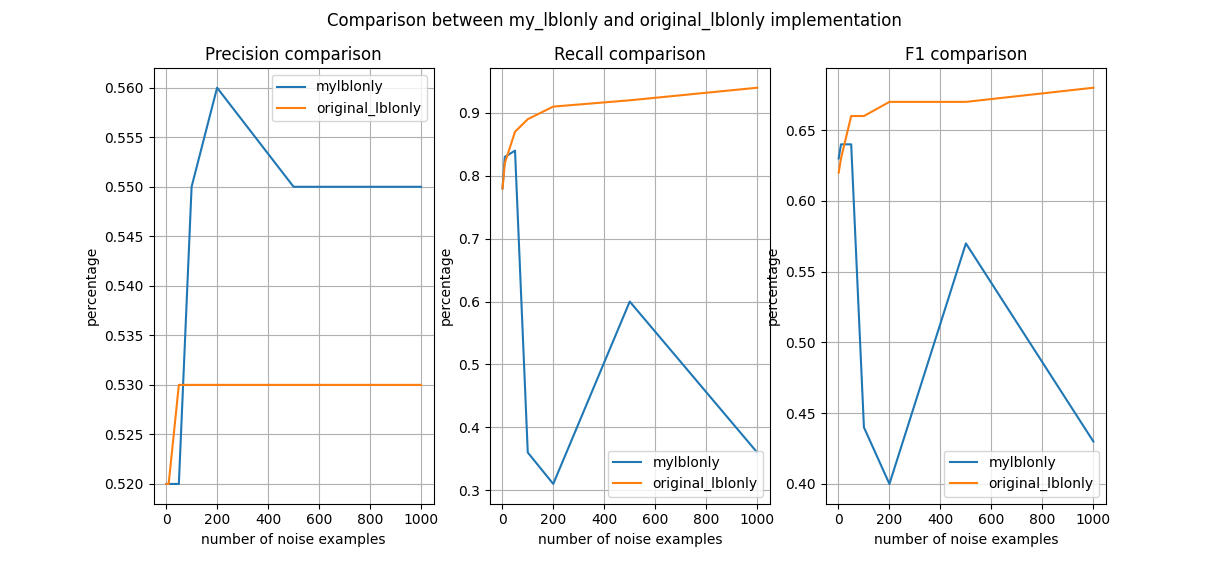 Comparison between my_lblonly and original_lblonly implementation
Precision comparison
0.560
0.555
0.550
0.545
0.540
0.535
0.530
0.525
0.520
percentage
mylblonly
original_lblonly
0 200 400 600 800 1000
number of noise examples
Recall comparison
0.9
0.8
0.7
0.6
0.5
0.4
0.3
percentage
mylblonly
original_lblonly
0 200 400 600 800 1000
number of noise examples
F1 comparison
0.65
0.60
0.55
0.50
0.45
0.40
percentage
mylblonly
original_lblonly
0 200 400 600 800 1000
number of noise examples